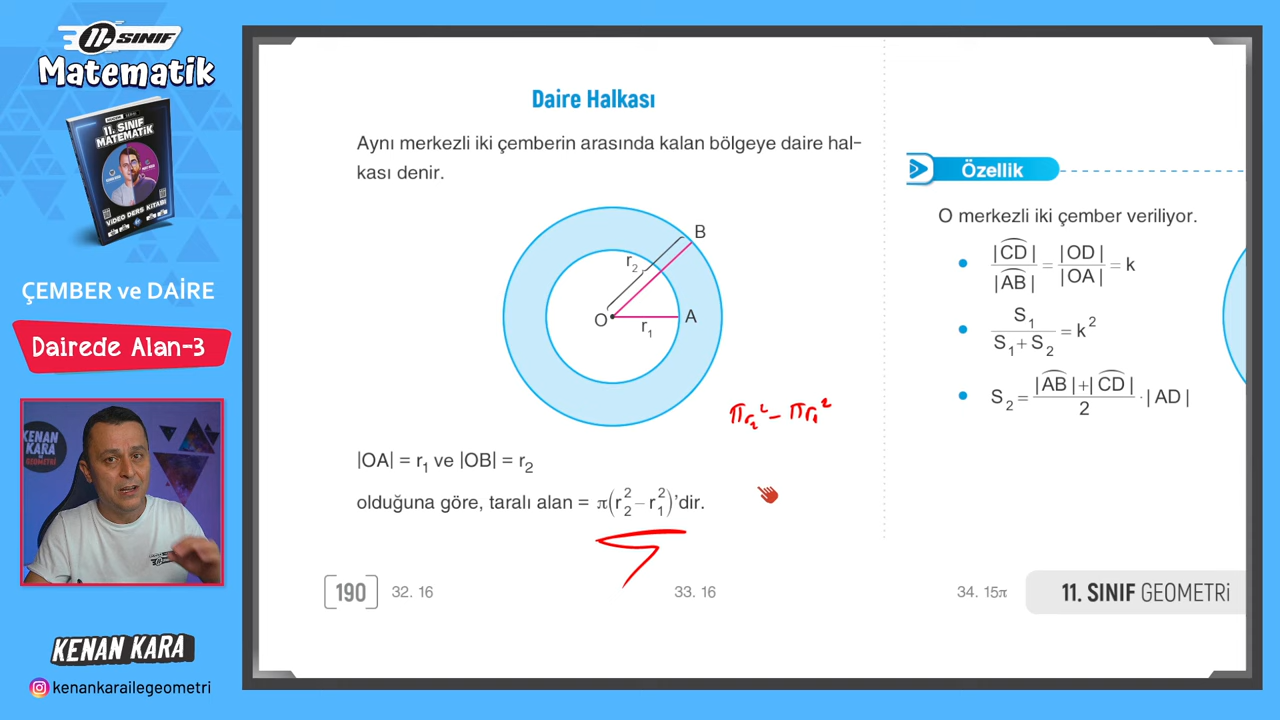 11. SINIF
Matematik
11. SINIF
MATEMATİK
VİDEO DERS KİTABI
ÇEMBER ve DAİRE
Dairede Alan-3
KENAN
KARA
GEOMETRİ
KENAN KARA
kenankarailegeometri
Daire Halkası
Aynı merkezli iki çemberin arasında kalan bölgeye daire hal-
kası denir.
B
r₂
O
A
r₁
πr₂² - πr₁²
|OA| = r₁ ve |OB| = r₂
olduğuna göre, taralı alan = π(r₂² – r₁²)'dir.
Özellik
O merkezli iki çember veriliyor.
• |CD| / |AB| = |OD| / |OA| = k
• S₁ / (S₁ + S₂) = k²
• S₂ = (|AB| + |CD|) / 2 · |AD|
190
32. 16
33. 16
34. 15π
11. SINIF GEOMETRİ